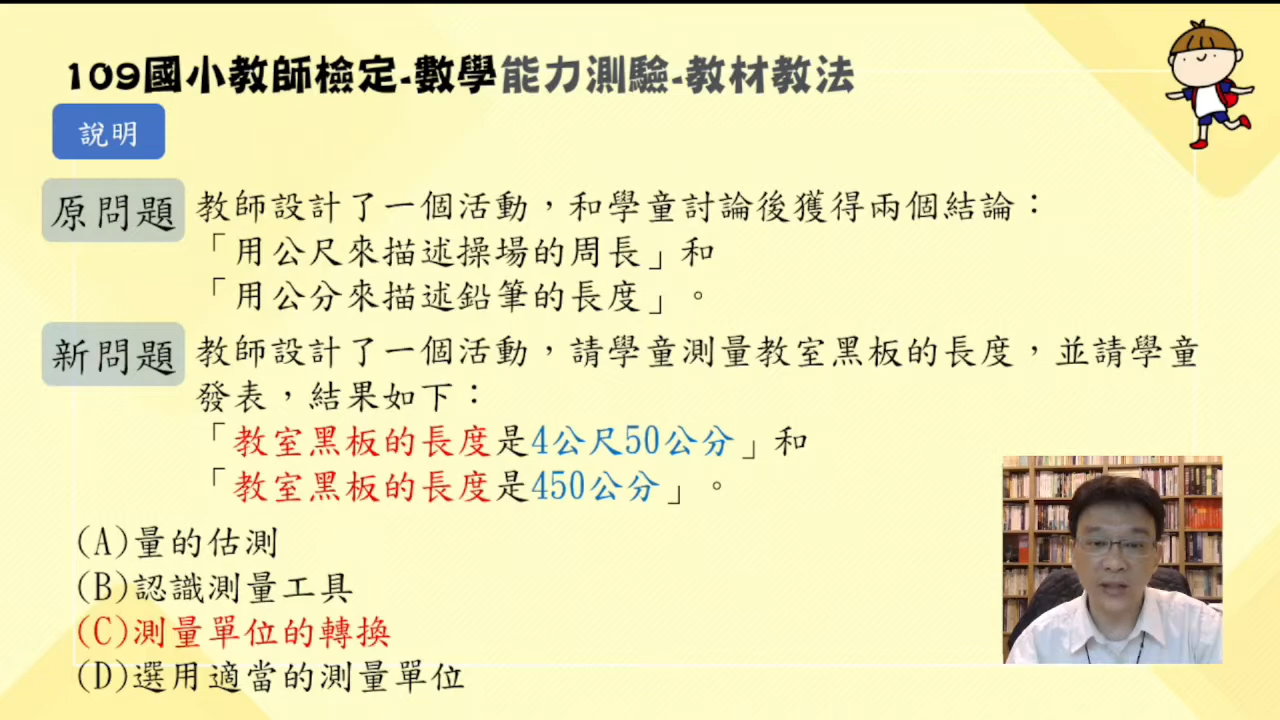 109國小教師檢定-數學能力測驗-教材教法
說明
原問題
教師設計了一個活動，和學童討論後獲得兩個結論：
「用公尺來描述操場的周長」和
「用公分來描述鉛筆的長度」。
新問題
教師設計了一個活動，請學童測量教室黑板的長度，並請學童
發表，結果如下：
「教室黑板的長度是4公尺50公分」和
「教室黑板的長度是450公分」。
(A)量的估測
(B)認識測量工具
(C)測量單位的轉換
(D)選用適當的測量單位